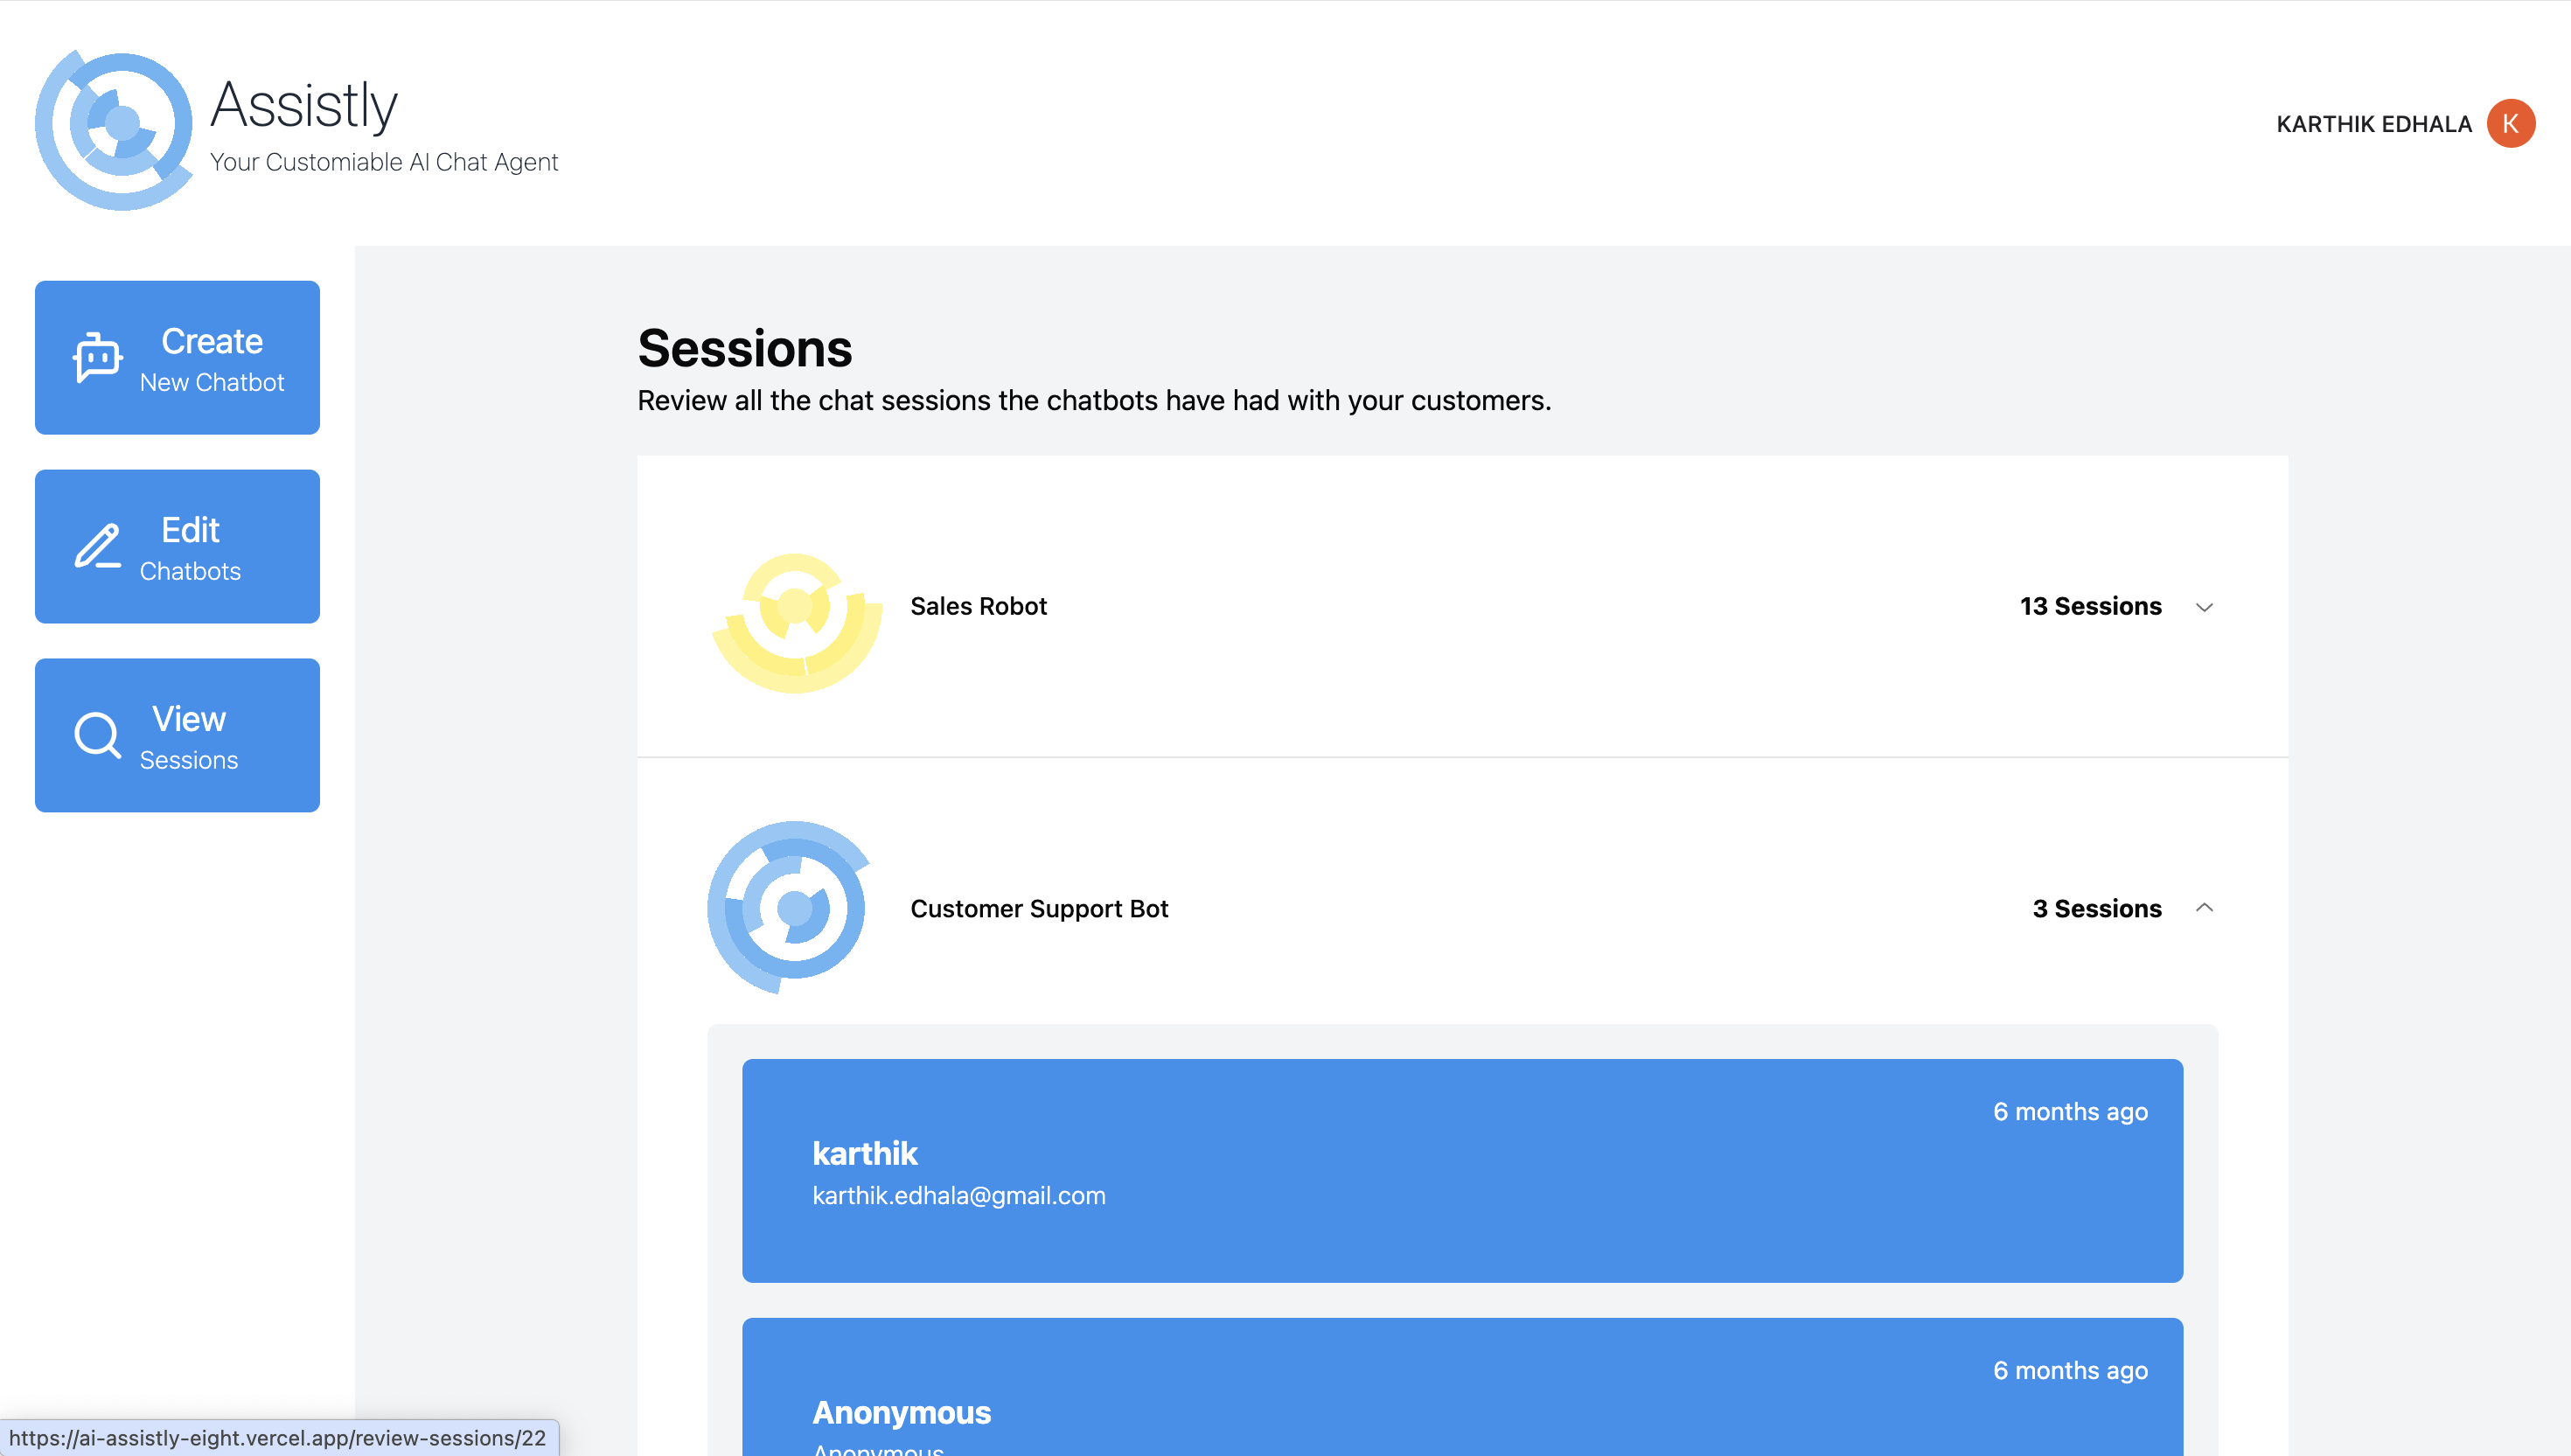 Assistly
Your Customiable AI Chat Agent
KARTHIK EDHALA
K
Create
New Chatbot
Edit
Chatbots
View
Sessions
Sessions
Review all the chat sessions the chatbots have had with your customers.
Sales Robot
13 Sessions
Customer Support Bot
3 Sessions
6 months ago
karthik
karthik.edhala@gmail.com
6 months ago
Anonymous
Anonymous
https://ai-assistly-eight.vercel.app/review-sessions/22